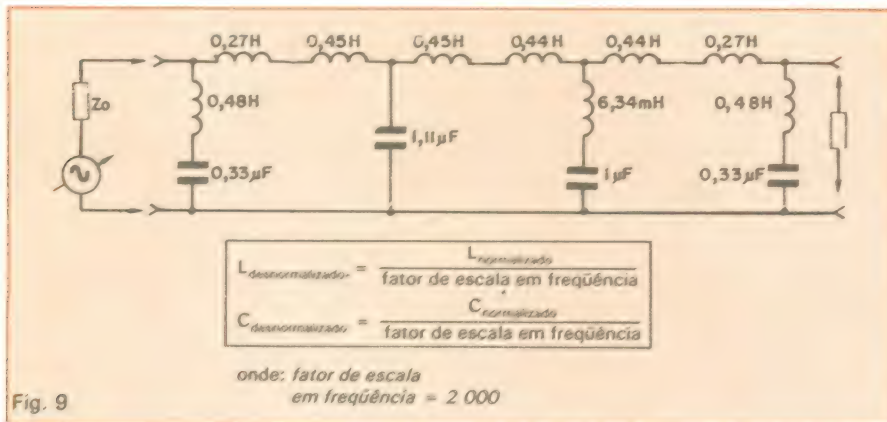 0,27H 0,45H 0,45H 0,44H 0,44H 0,27H
Zo
0,48H
6,34mH
0,48H
1,11µF
0,33µF
1µF
0,33µF
L desnormalizado = L normalizado
fator de escala em freqüência
C desnormalizado = C normalizado
fator de escala em freqüência
onde: fator de escala
em freqüência = 2 000
Fig. 9